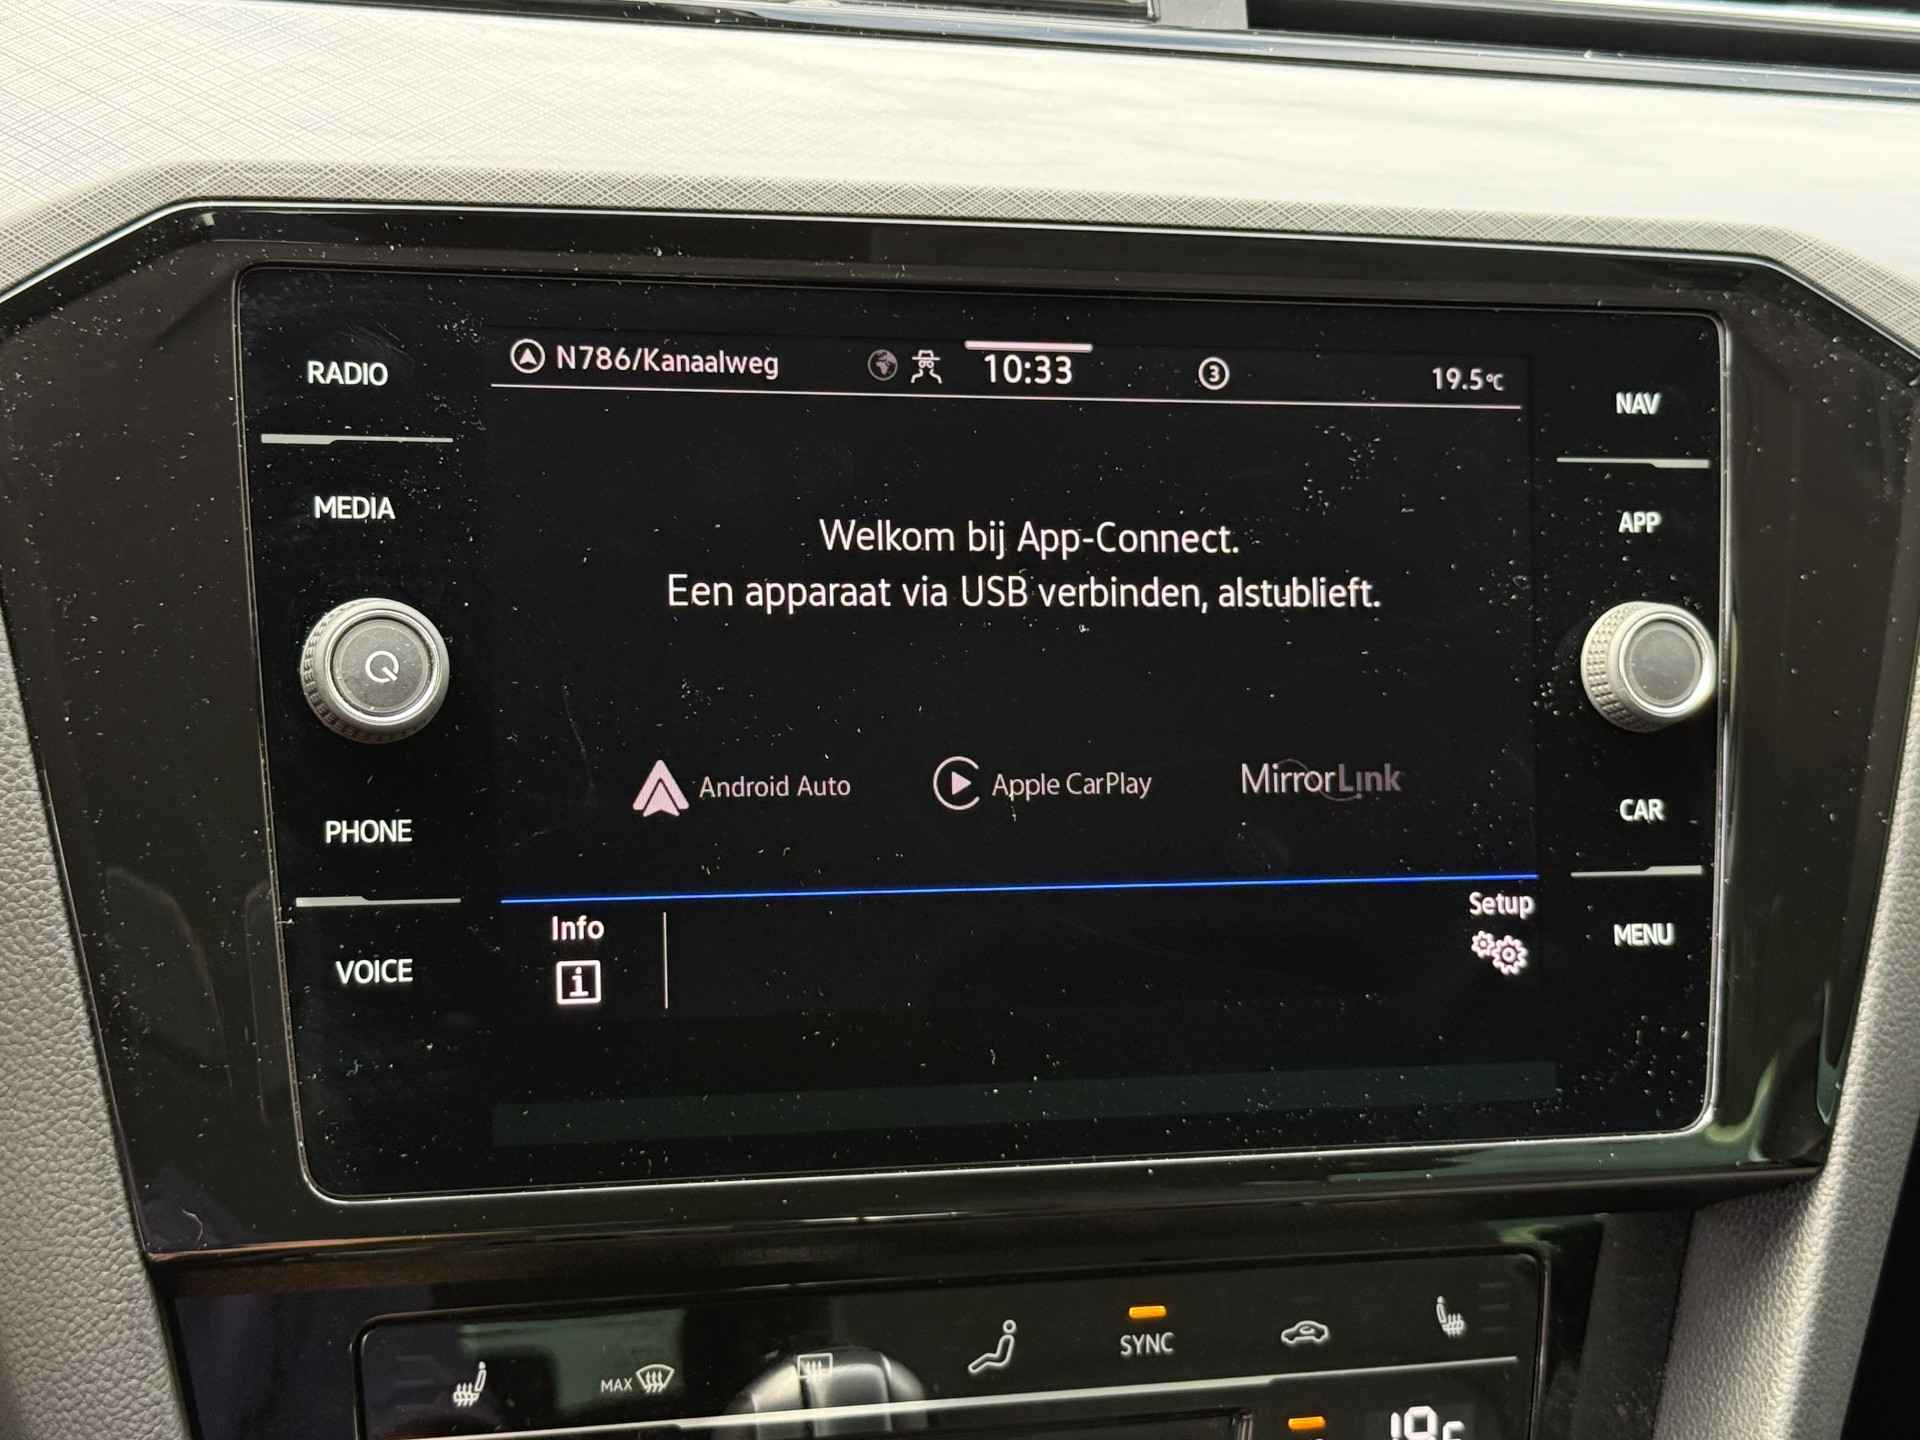 RADIO
MEDIA
PHONE
VOICE
N786/Kanaalweg
10:33
3
19.5°C
Welkom bij App-Connect.
Een apparaat via USB verbinden, alstublieft.
Android Auto
Apple CarPlay
MirrorLink
Info
Setup
NAV
APP
CAR
MENU
MAX
SYNC